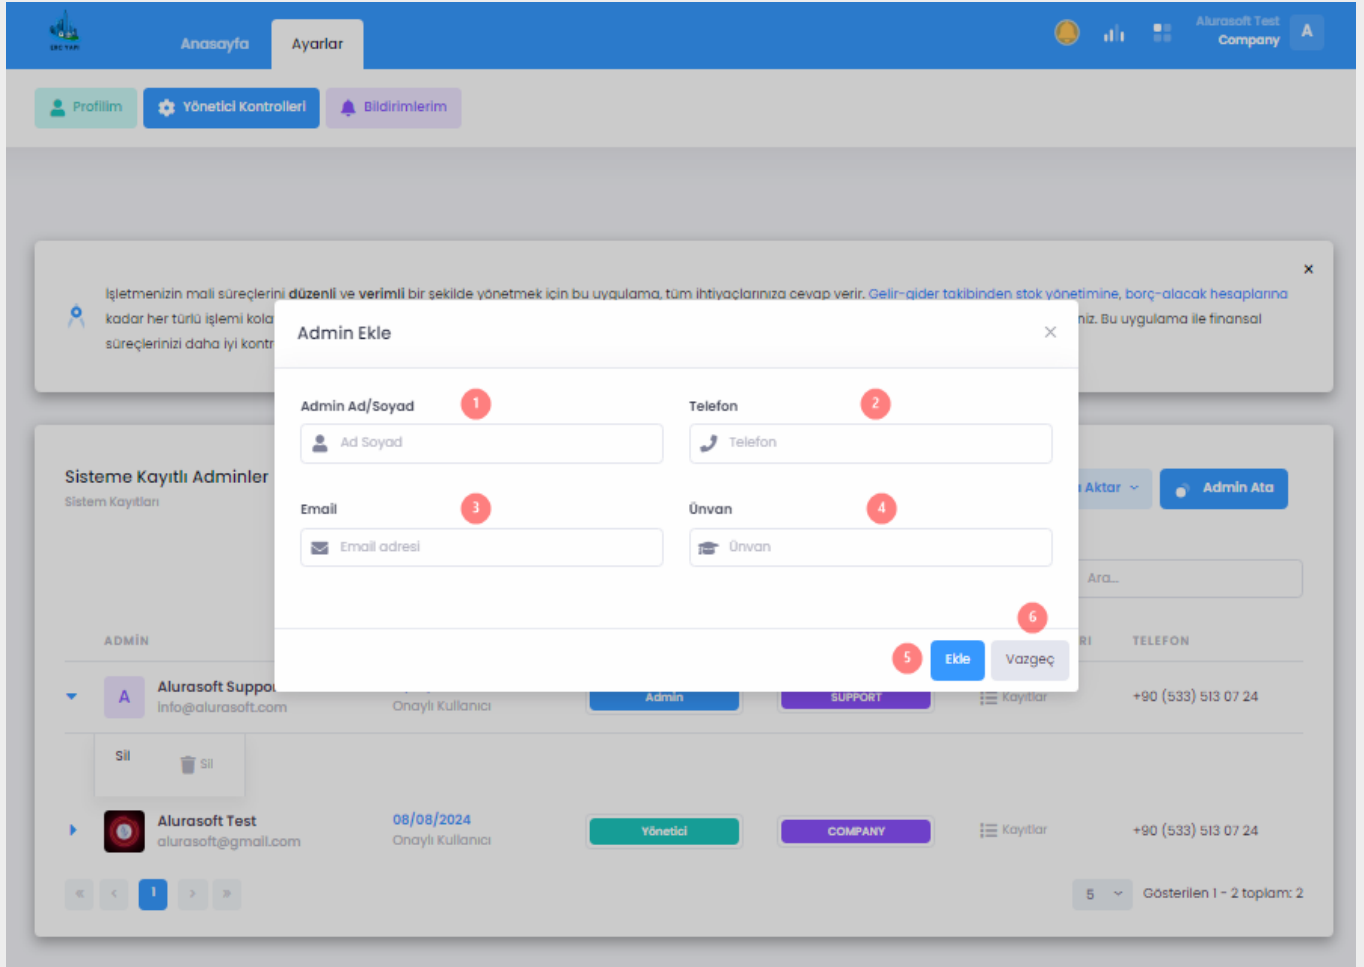 ERC YAPI
Anasayfa
Ayarlar
Alurasoft Test
Company
A
Profilim
Yönetici Kontrolleri
Bildirimlerim
×
İşletmenizin mali süreçlerini düzenli ve verimli bir şekilde yönetmek için bu uygulama, tüm ihtiyaçlarınıza cevap verir. Gelir-gider takibinden stok yönetimine, borç-alacak hesaplarına
kadar her türlü işlemi kola
niz. Bu uygulama ile finansal
süreçlerinizi daha iyi kontr
Admin Ekle
×
Admin Ad/Soyad
1
Telefon
2
Ad Soyad
Telefon
Email
3
Ünvan
4
Email adresi
Ünvan
6
5
Ekle
Vazgeç
Sisteme Kayıtlı Adminler
Sistem Kayıtları
Aktar
Admin Ata
Ara...
ADMİN
RI
TELEFON
A
Alurasoft Suppor
info@alurasoft.com
Onaylı Kullanıcı
Admin
SUPPORT
Kayıtlar
+90 (533) 513 07 24
Sil
Sil
Alurasoft Test
alurasoft@gmail.com
08/08/2024
Onaylı Kullanıcı
Yönetici
COMPANY
Kayıtlar
+90 (533) 513 07 24
« ‹ 1 › »
5
Gösterilen 1 - 2 toplam: 2